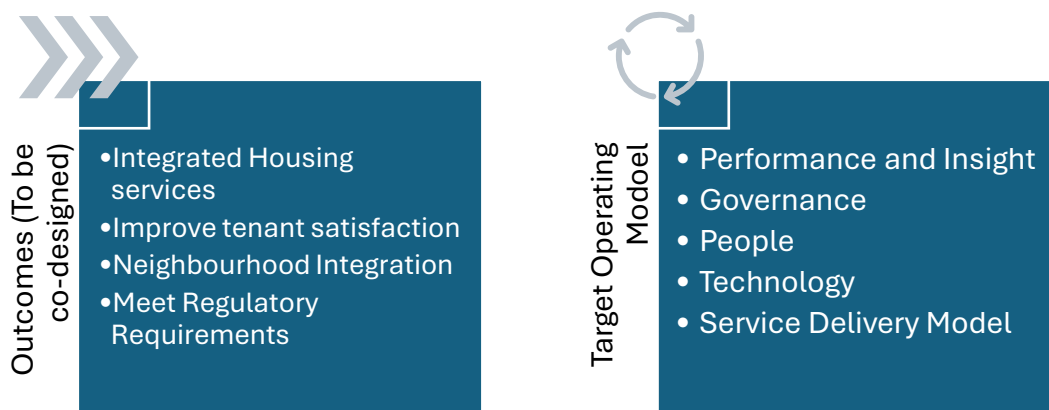 Outcomes (To be
co-designed)
•Integrated Housing
services
•Improve tenant satisfaction
•Neighbourhood Integration
•Meet Regulatory
Requirements
Target Operating
Modoel
• Performance and Insight
• Governance
• People
• Technology
• Service Delivery Model